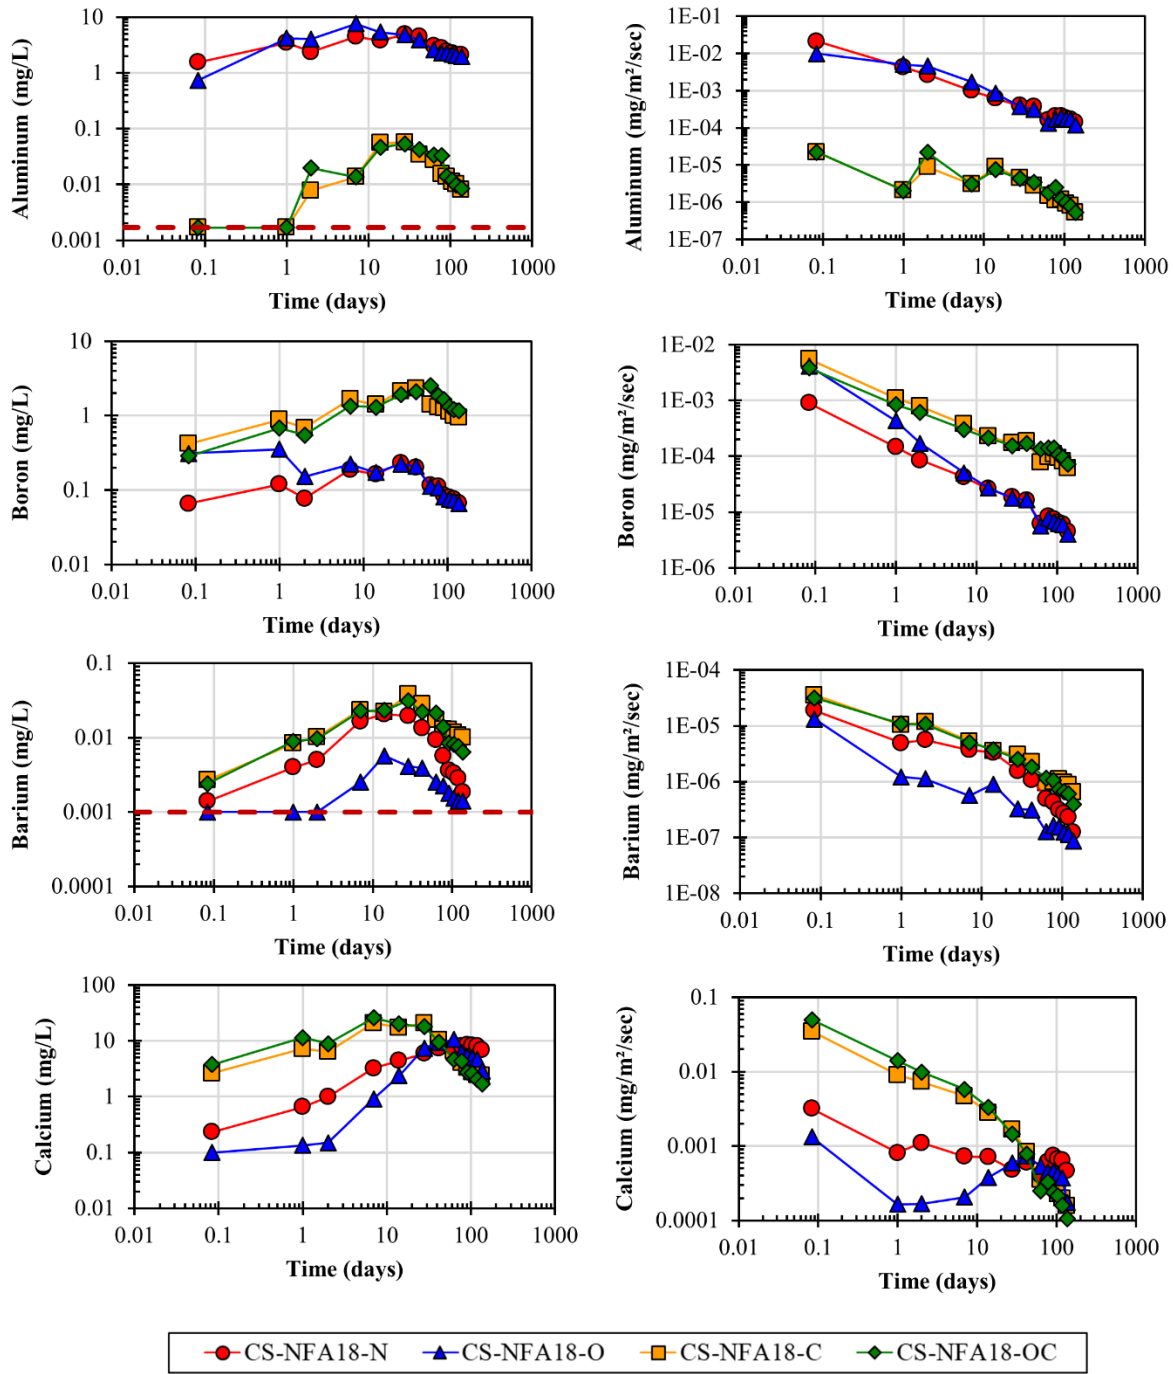 Aluminum (mg/L)
10
1
0.1
0.01
0.001
0.01 0.1 1 10 100 1000
Time (days)
Aluminum (mg/m²/sec)
1E-01
1E-02
1E-03
1E-04
1E-05
1E-06
1E-07
0.01 0.1 1 10 100 1000
Time (days)
Boron (mg/L)
10
1
0.1
0.01
0.01 0.1 1 10 100 1000
Time (days)
Boron (mg/m²/sec)
1E-02
1E-03
1E-04
1E-05
1E-06
0.01 0.1 1 10 100 1000
Time (days)
Barium (mg/L)
0.1
0.01
0.001
0.0001
0.01 0.1 1 10 100 1000
Time (days)
Barium (mg/m²/sec)
1E-04
1E-05
1E-06
1E-07
1E-08
0.01 0.1 1 10 100 1000
Time (days)
Calcium (mg/L)
100
10
1
0.1
0.01
0.01 0.1 1 10 100 1000
Time (days)
Calcium (mg/m²/sec)
0.1
0.01
0.001
0.0001
0.01 0.1 1 10 100 1000
Time (days)
CS-NFA18-N CS-NFA18-O CS-NFA18-C CS-NFA18-OC